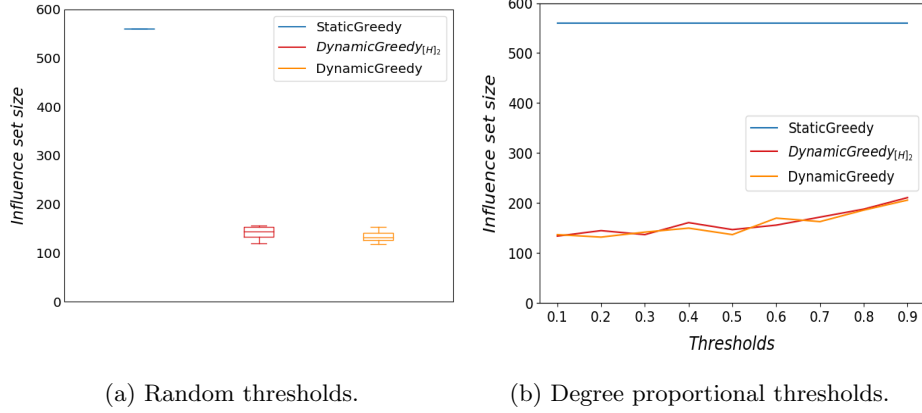 600
500
400
300
200
100
0
Influence set size
StaticGreedy
DynamicGreedy[H]2
DynamicGreedy
(a) Random thresholds.
600
500
400
300
200
100
0
Influence set size
StaticGreedy
DynamicGreedy[H]2
DynamicGreedy
0.1 0.2 0.3 0.4 0.5 0.6 0.7 0.8 0.9
Thresholds
(b) Degree proportional thresholds.